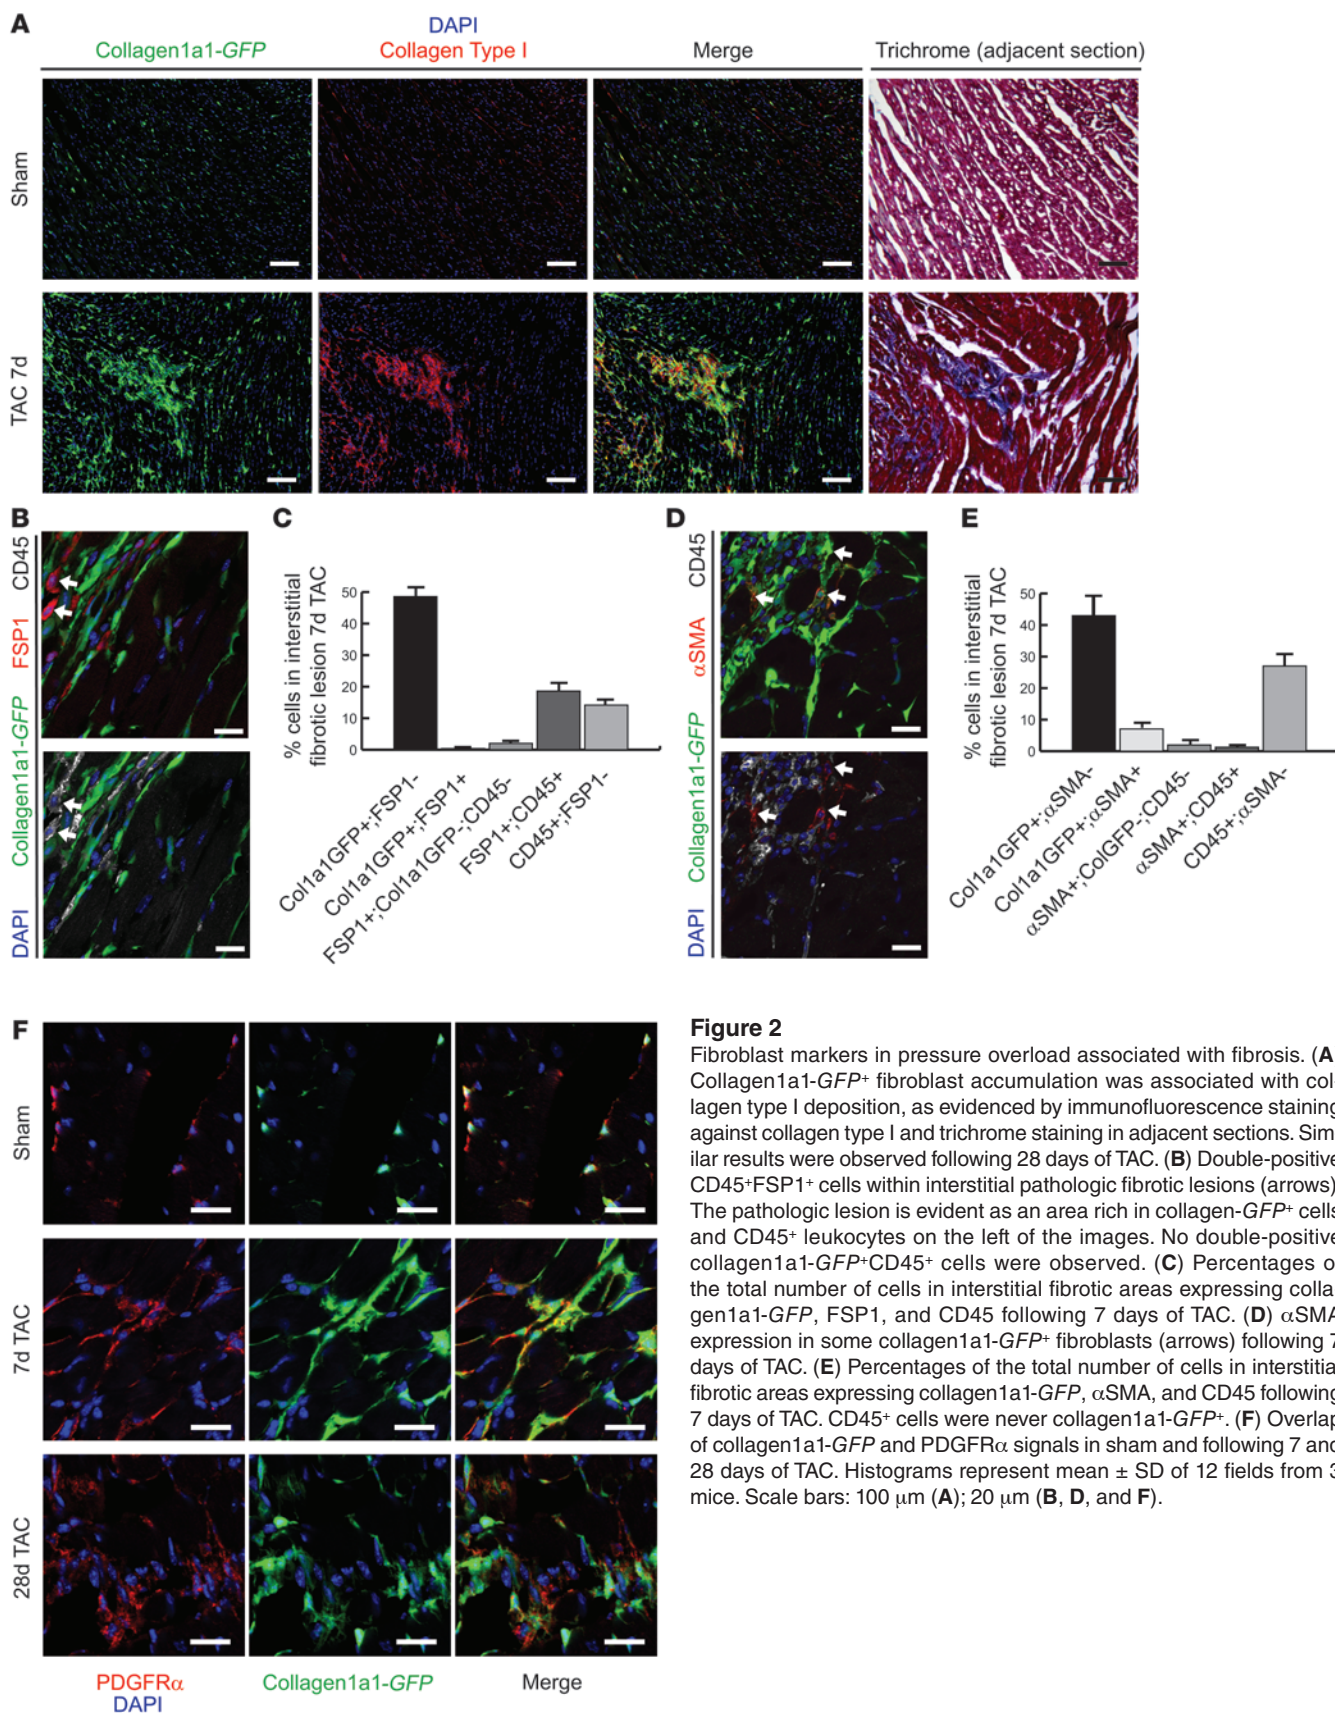 A
DAPI
Collagen1a1-GFP
Collagen Type I
Merge
Trichrome (adjacent section)
Sham
TAC 7d
B
Collagen1a1-GFP FSP1 CD45
DAPI
C
% cells in interstitial
fibrotic lesion 7d TAC
50
40
30
20
10
0
Col1a1GFP+;FSP1-
Col1a1GFP+;FSP1+
FSP1+;Col1a1GFP-;CD45-
FSP1+;CD45+
CD45+;FSP1-
D
Collagen1a1-GFP αSMA CD45
DAPI
E
% cells in interstitial
fibrotic lesion 7d TAC
50
40
30
20
10
0
Col1a1GFP+;αSMA-
Col1a1GFP+;αSMA+
αSMA+;ColGFP-;CD45-
αSMA+;CD45+
CD45+;αSMA-
F
Sham
7d TAC
28d TAC
PDGFRα
DAPI
Collagen1a1-GFP
Merge
Figure 2
Fibroblast markers in pressure overload associated with fibrosis. (A
Collagen1a1-GFP+ fibroblast accumulation was associated with col
lagen type I deposition, as evidenced by immunofluorescence staining
against collagen type I and trichrome staining in adjacent sections. Sim
ilar results were observed following 28 days of TAC. (B) Double-positive
CD45+FSP1+ cells within interstitial pathologic fibrotic lesions (arrows)
The pathologic lesion is evident as an area rich in collagen-GFP+ cells
and CD45+ leukocytes on the left of the images. No double-positive
collagen1a1-GFP+CD45+ cells were observed. (C) Percentages o
the total number of cells in interstitial fibrotic areas expressing colla
gen1a1-GFP, FSP1, and CD45 following 7 days of TAC. (D) αSMA
expression in some collagen1a1-GFP+ fibroblasts (arrows) following 7
days of TAC. (E) Percentages of the total number of cells in interstitia
fibrotic areas expressing collagen1a1-GFP, αSMA, and CD45 following
7 days of TAC. CD45+ cells were never collagen1a1-GFP+. (F) Overlap
of collagen1a1-GFP and PDGFRα signals in sham and following 7 and
28 days of TAC. Histograms represent mean ± SD of 12 fields from 3
mice. Scale bars: 100 μm (A); 20 μm (B, D, and F).